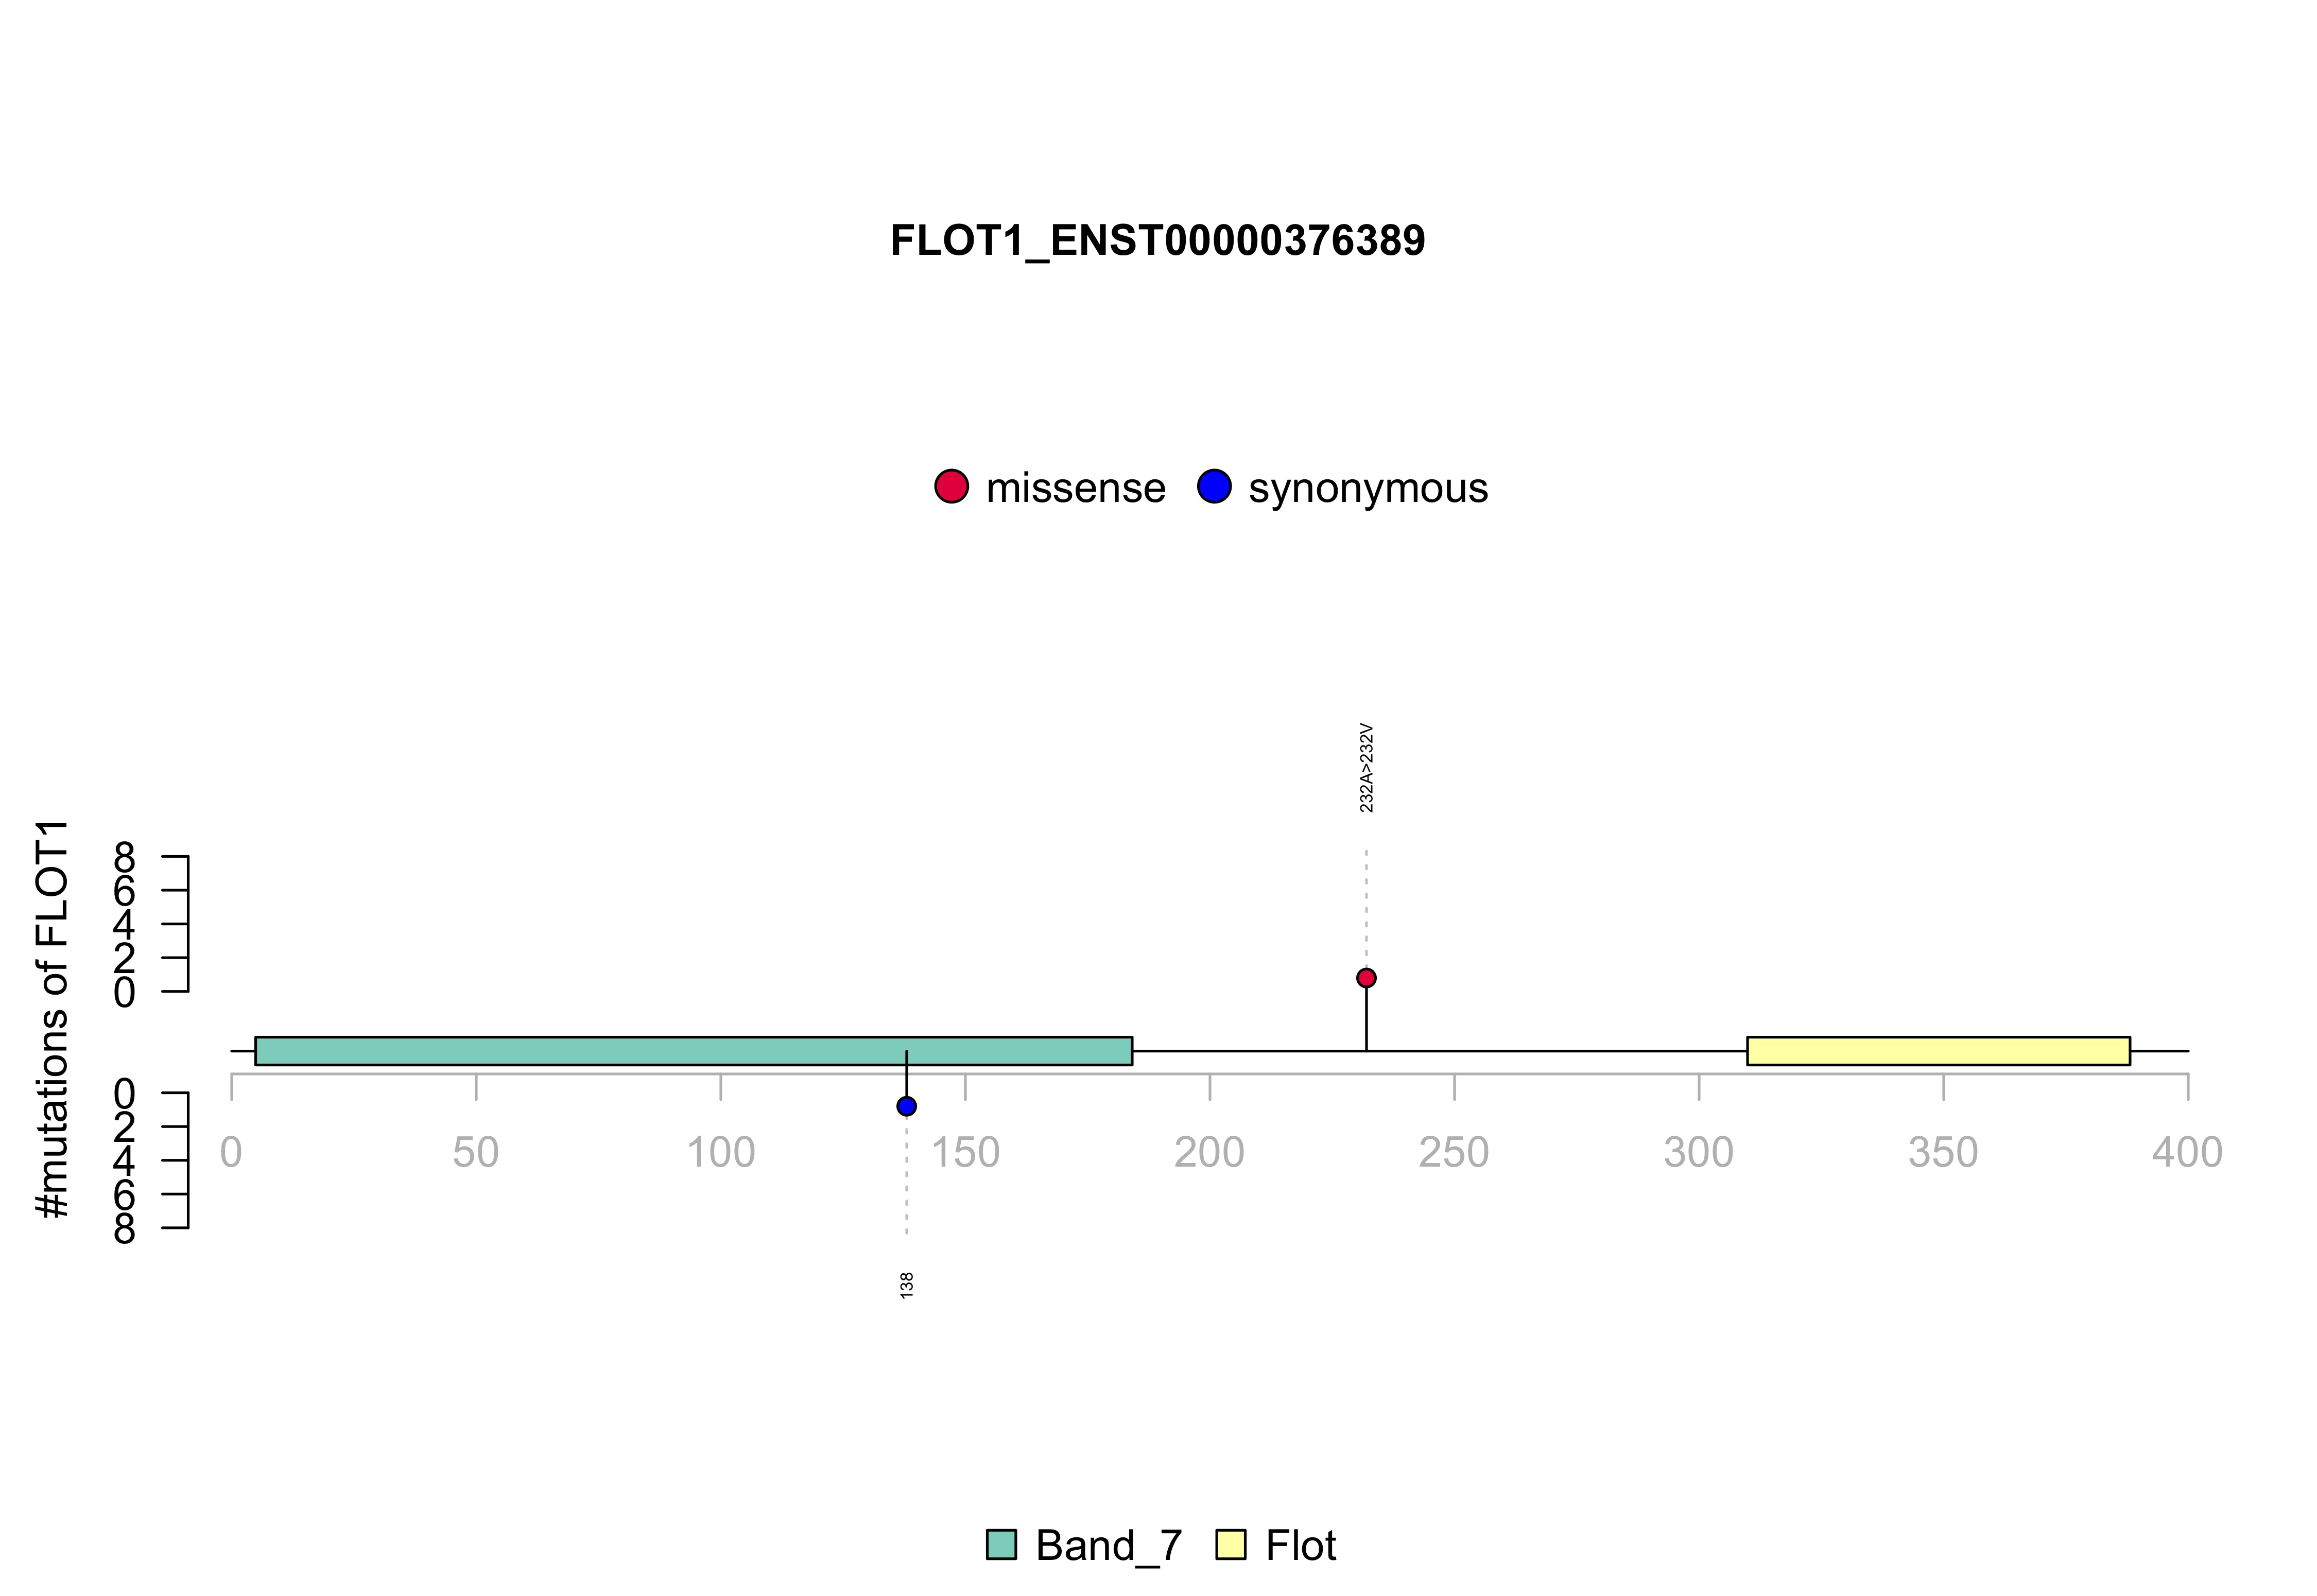 FLOT1_ENST00000376389
missense synonymous
232A>232V
#mutations of FLOT1
8
6
4
2
0
0
2
4
6
8
0 50 100 150 200 250 300 350 400
138
Band_7 Flot